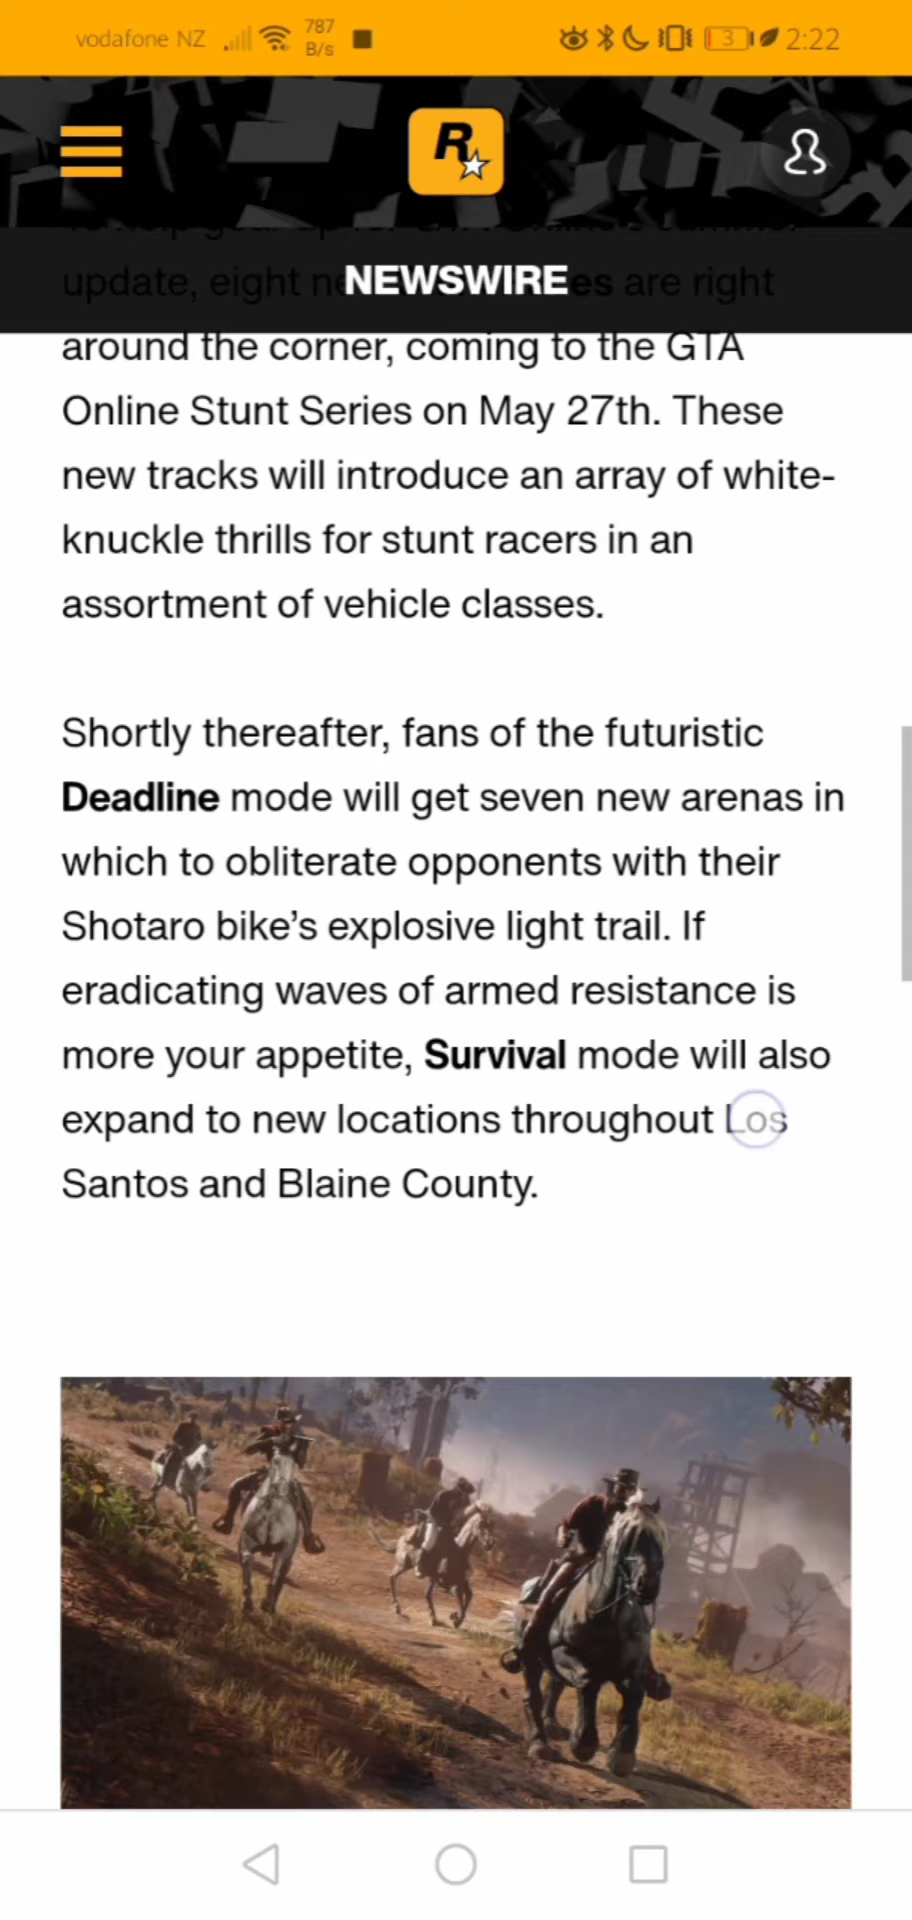 vodafone NZ 787 B/s 3 2:22
R
NEWSWIRE
update, eight es are right
around the corner, coming to the GTA
Online Stunt Series on May 27th. These
new tracks will introduce an array of white-
knuckle thrills for stunt racers in an
assortment of vehicle classes.
Shortly thereafter, fans of the futuristic
Deadline mode will get seven new arenas in
which to obliterate opponents with their
Shotaro bike’s explosive light trail. If
eradicating waves of armed resistance is
more your appetite, Survival mode will also
expand to new locations throughout Los
Santos and Blaine County.